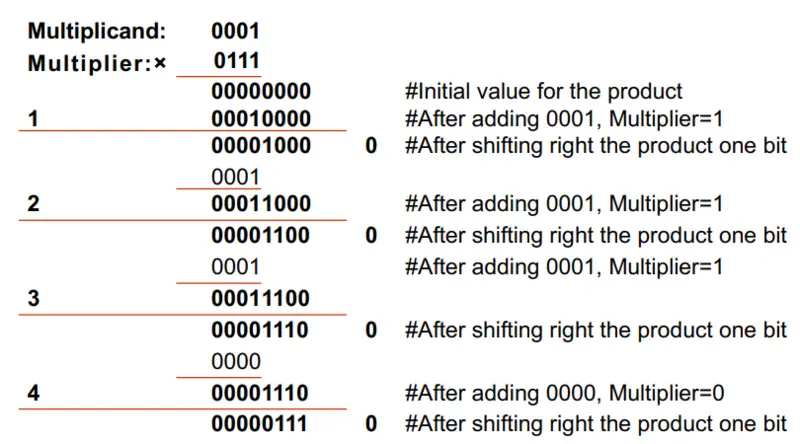 Multiplicand: 0001
Multiplier:× 0111
00000000 #Initial value for the product
1 00010000 #After adding 0001, Multiplier=1
00001000 0 #After shifting right the product one bit
0001
2 00011000 #After adding 0001, Multiplier=1
00001100 0 #After shifting right the product one bit
0001 #After adding 0001, Multiplier=1
3 00011100
00001110 0 #After shifting right the product one bit
0000
4 00001110 #After adding 0000, Multiplier=0
00000111 0 #After shifting right the product one bit